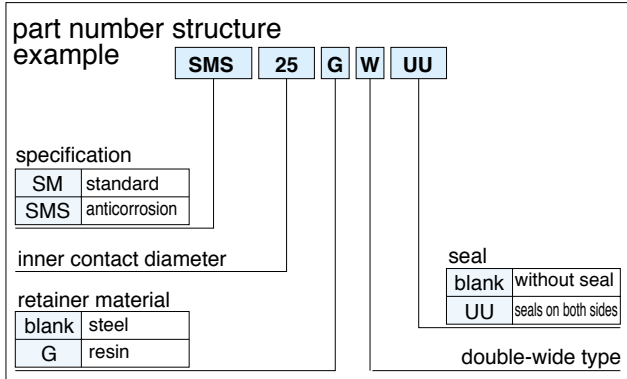 part number structure
example
SMS 25 G W UU
specification
SM standard
SMS anticorrosion
inner contact diameter
retainer material
blank steel
G resin
seal
blank without seal
UU seals on both sides
double-wide type